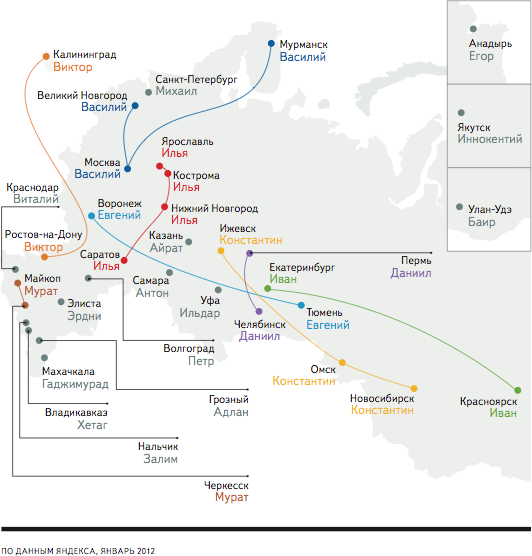 Калининград
Виктор
Мурманск
Василий
Анадырь
Егор
Санкт-Петербург
Михаил
Великий Новгород
Василий
Якутск
Иннокентий
Ярославль
Илья
Москва
Василий
Кострома
Илья
Краснодар
Виталий
Воронеж
Евгений
Нижний Новгород
Илья
Улан-Удэ
Баир
Ростов-на-Дону
Виктор
Казань
Айрат
Ижевск
Константин
Саратов
Илья
Пермь
Даниил
Екатеринбург
Иван
Майкоп
Мурат
Самара
Антон
Элиста
Эрдни
Уфа
Ильдар
Тюмень
Евгений
Челябинск
Даниил
Волгоград
Петр
Махачкала
Гаджимурад
Омск
Константин
Новосибирск
Константин
Красноярск
Иван
Грозный
Адлан
Владикавказ
Хетаг
Нальчик
Залим
Черкесск
Мурат
ПО ДАННЫМ ЯНДЕКСА, ЯНВАРЬ 2012